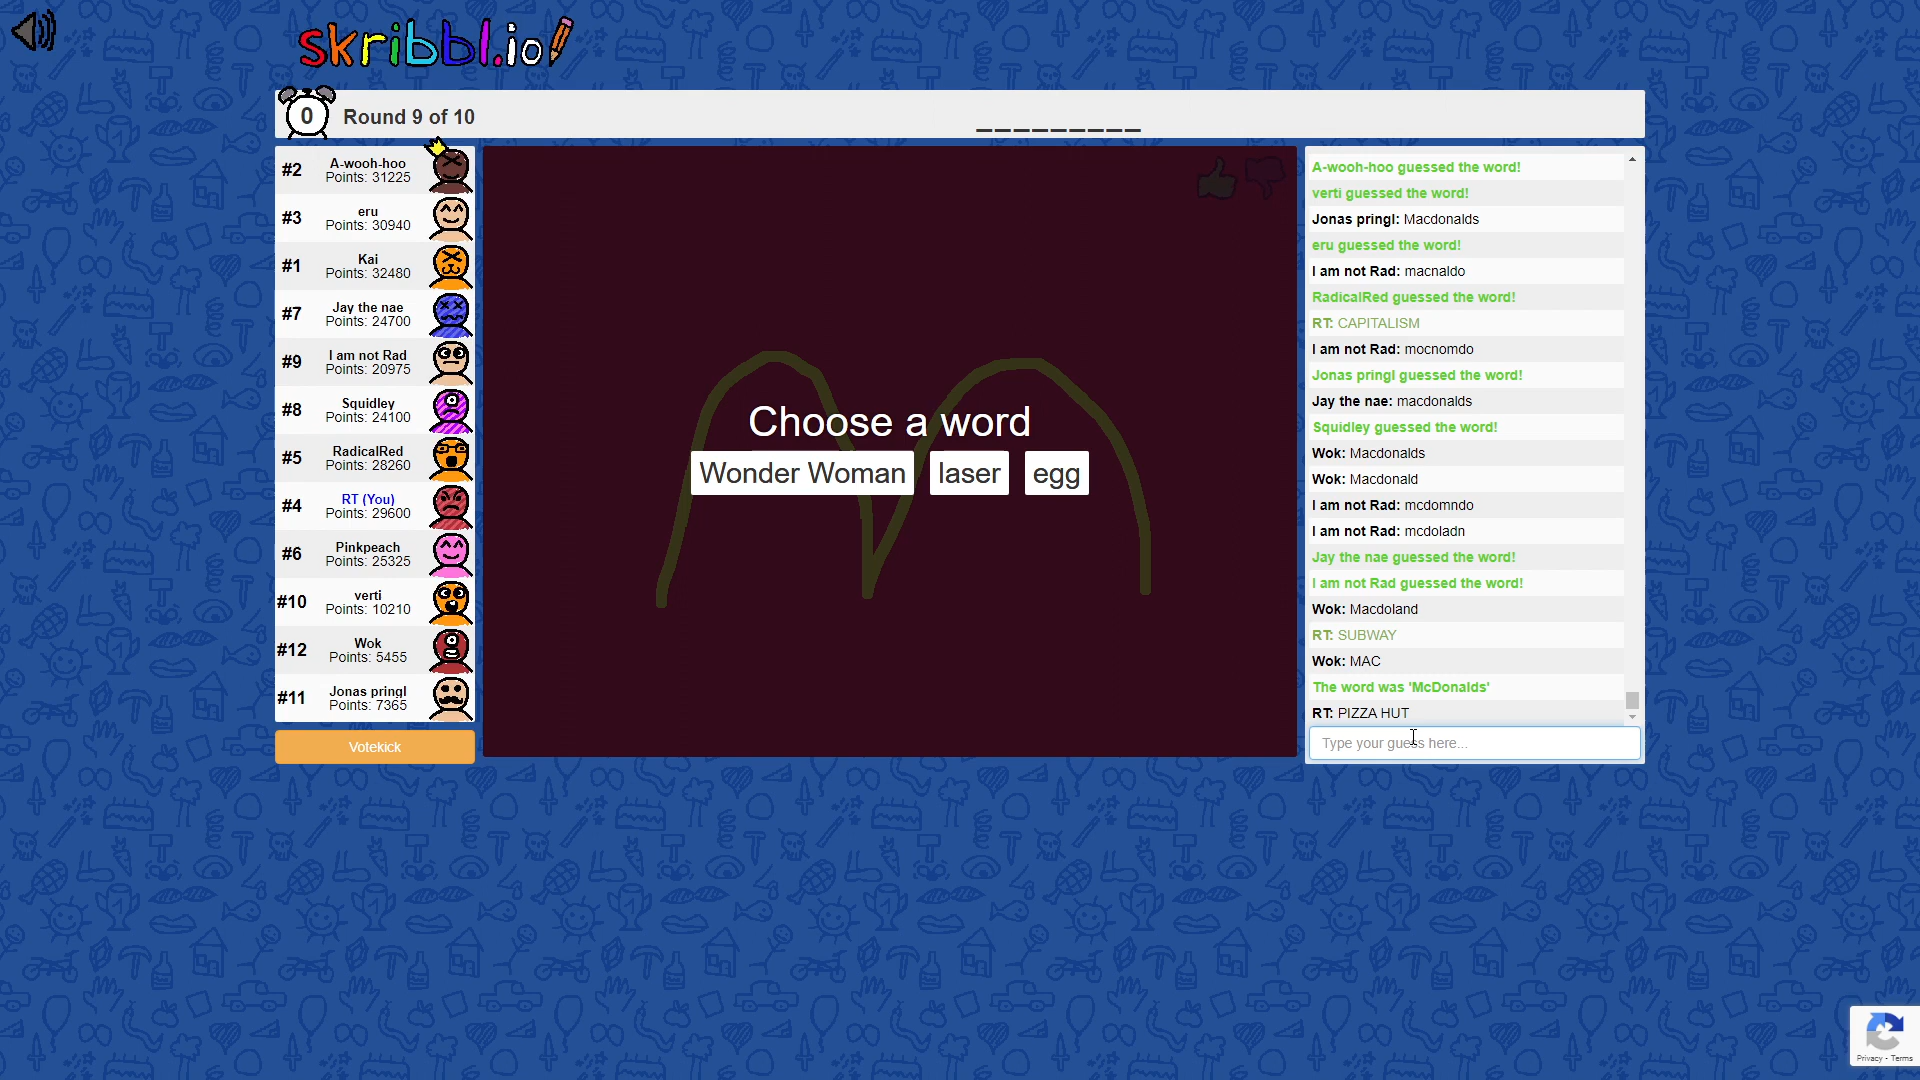 skribbl.io
0
Round 9 of 10
_________
#2
A-wooh-hoo
Points: 31225
#3
eru
Points: 30940
#1
Kai
Points: 32480
#7
Jay the nae
Points: 24700
#9
I am not Rad
Points: 20975
#8
Squidley
Points: 24100
#5
RadicalRed
Points: 28260
#4
RT (You)
Points: 29600
#6
Pinkpeach
Points: 25325
#10
verti
Points: 10210
#12
Wok
Points: 5455
#11
Jonas pringl
Points: 7365
Votekick
Choose a word
Wonder Woman
laser
egg
A-wooh-hoo guessed the word!
verti guessed the word!
Jonas pringl: Macdonalds
eru guessed the word!
I am not Rad: macnaldo
RadicalRed guessed the word!
RT: CAPITALISM
I am not Rad: mocnomdo
Jonas pringl guessed the word!
Jay the nae: macdonalds
Squidley guessed the word!
Wok: Macdonalds
Wok: Macdonald
I am not Rad: mcdomndo
I am not Rad: mcdoladn
Jay the nae guessed the word!
I am not Rad guessed the word!
Wok: Macdoland
RT: SUBWAY
Wok: MAC
The word was 'McDonalds'
RT: PIZZA HUT
Type your guess here...
Privacy - Terms